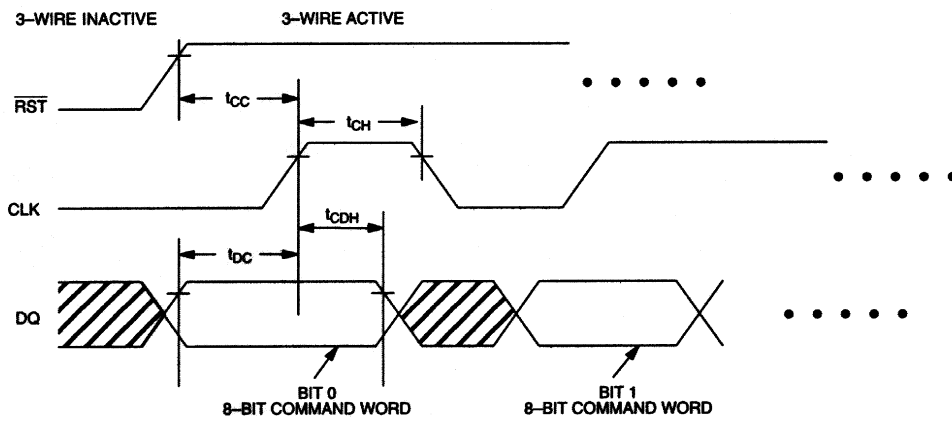 3–WIRE INACTIVE
3–WIRE ACTIVE
RST
tCC
tCH
CLK
tCDH
tDC
DQ
BIT 0
8–BIT COMMAND WORD
BIT 1
8–BIT COMMAND WORD